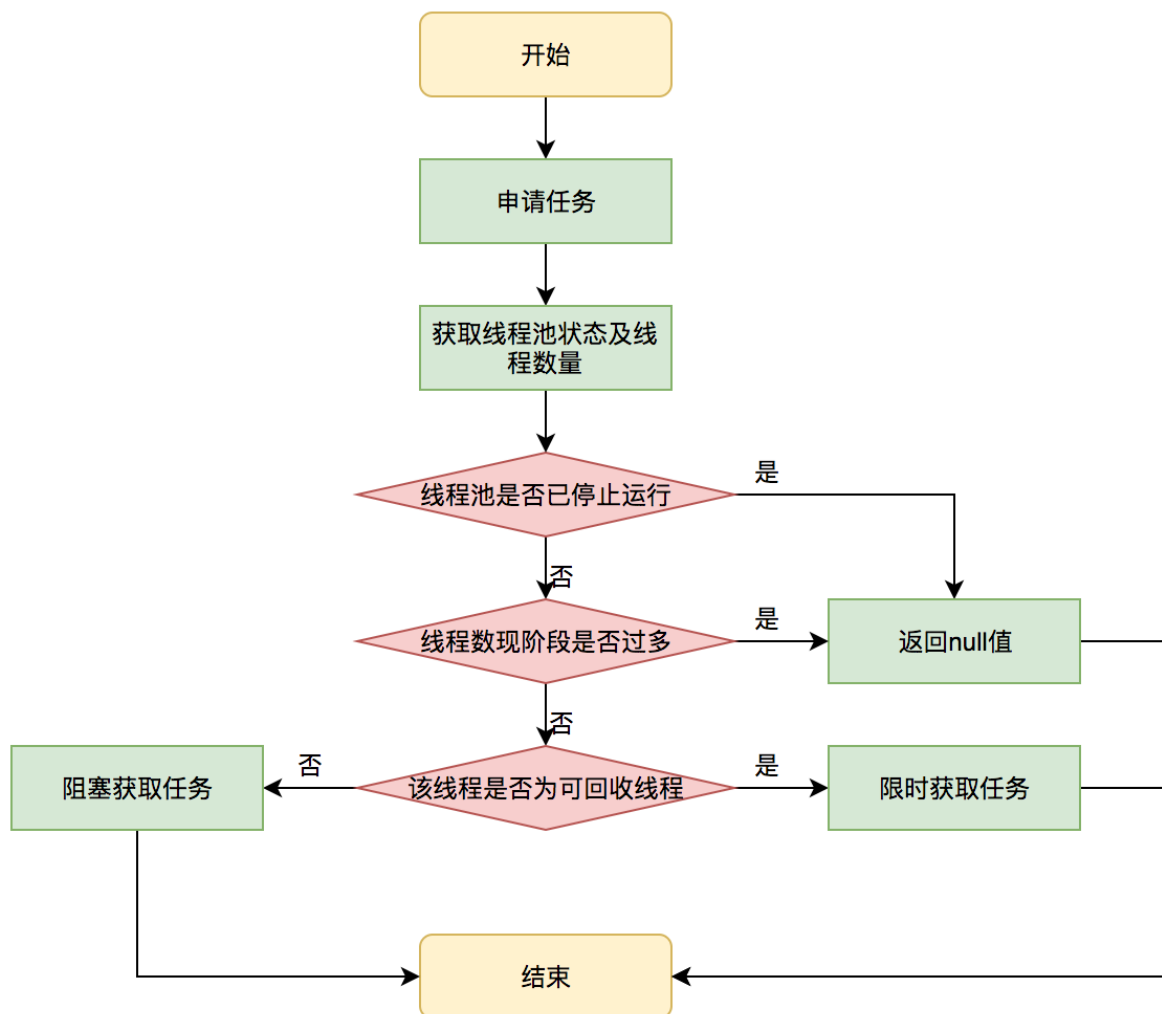 开始
申请任务
获取线程池状态及线
程数量
线程池是否已停止运行
是
否
线程数现阶段是否过多
是
返回null值
否
阻塞获取任务
否
该线程是否为可回收线程
是
限时获取任务
结束